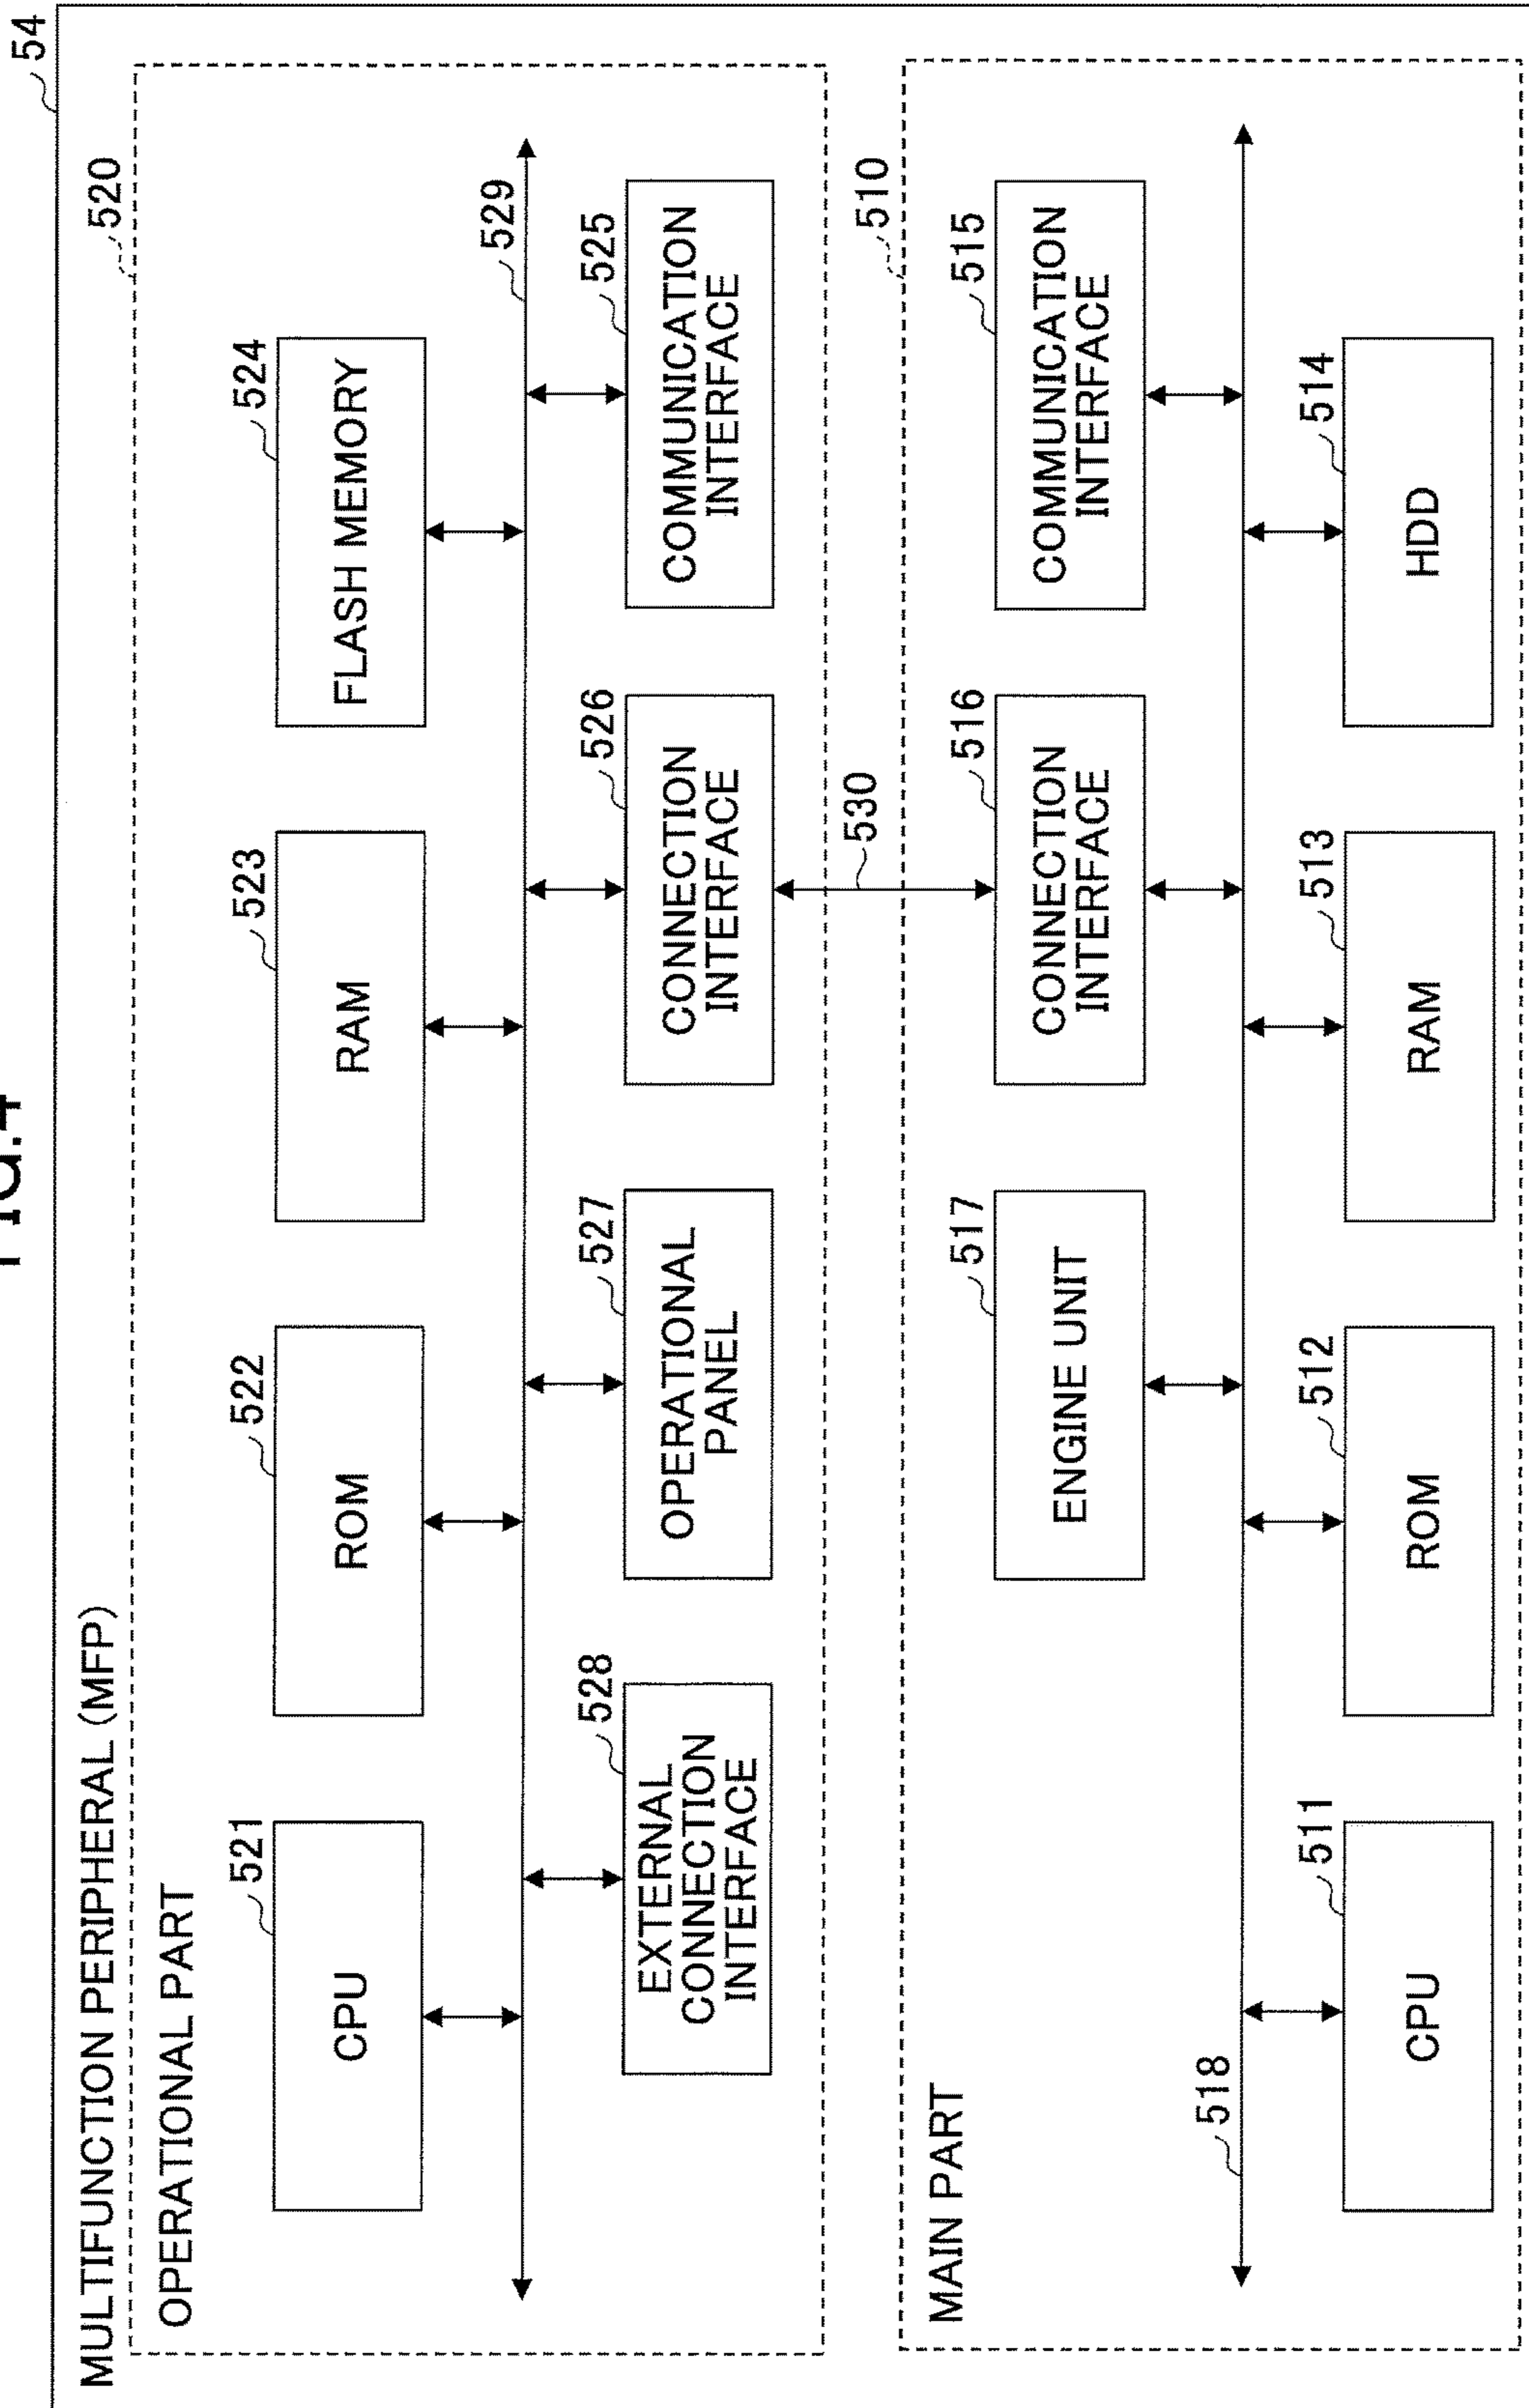 FIG.4
54
MULTIFUNCTION PERIPHERAL (MFP)
520
OPERATIONAL PART
521
CPU
522
ROM
523
RAM
524
FLASH MEMORY
529
528
EXTERNAL
CONNECTION
INTERFACE
527
OPERATIONAL
PANEL
526
CONNECTION
INTERFACE
525
COMMUNICATION
INTERFACE
530
510
MAIN PART
517
ENGINE UNIT
516
CONNECTION
INTERFACE
515
COMMUNICATION
INTERFACE
518
511
CPU
512
ROM
513
RAM
514
HDD